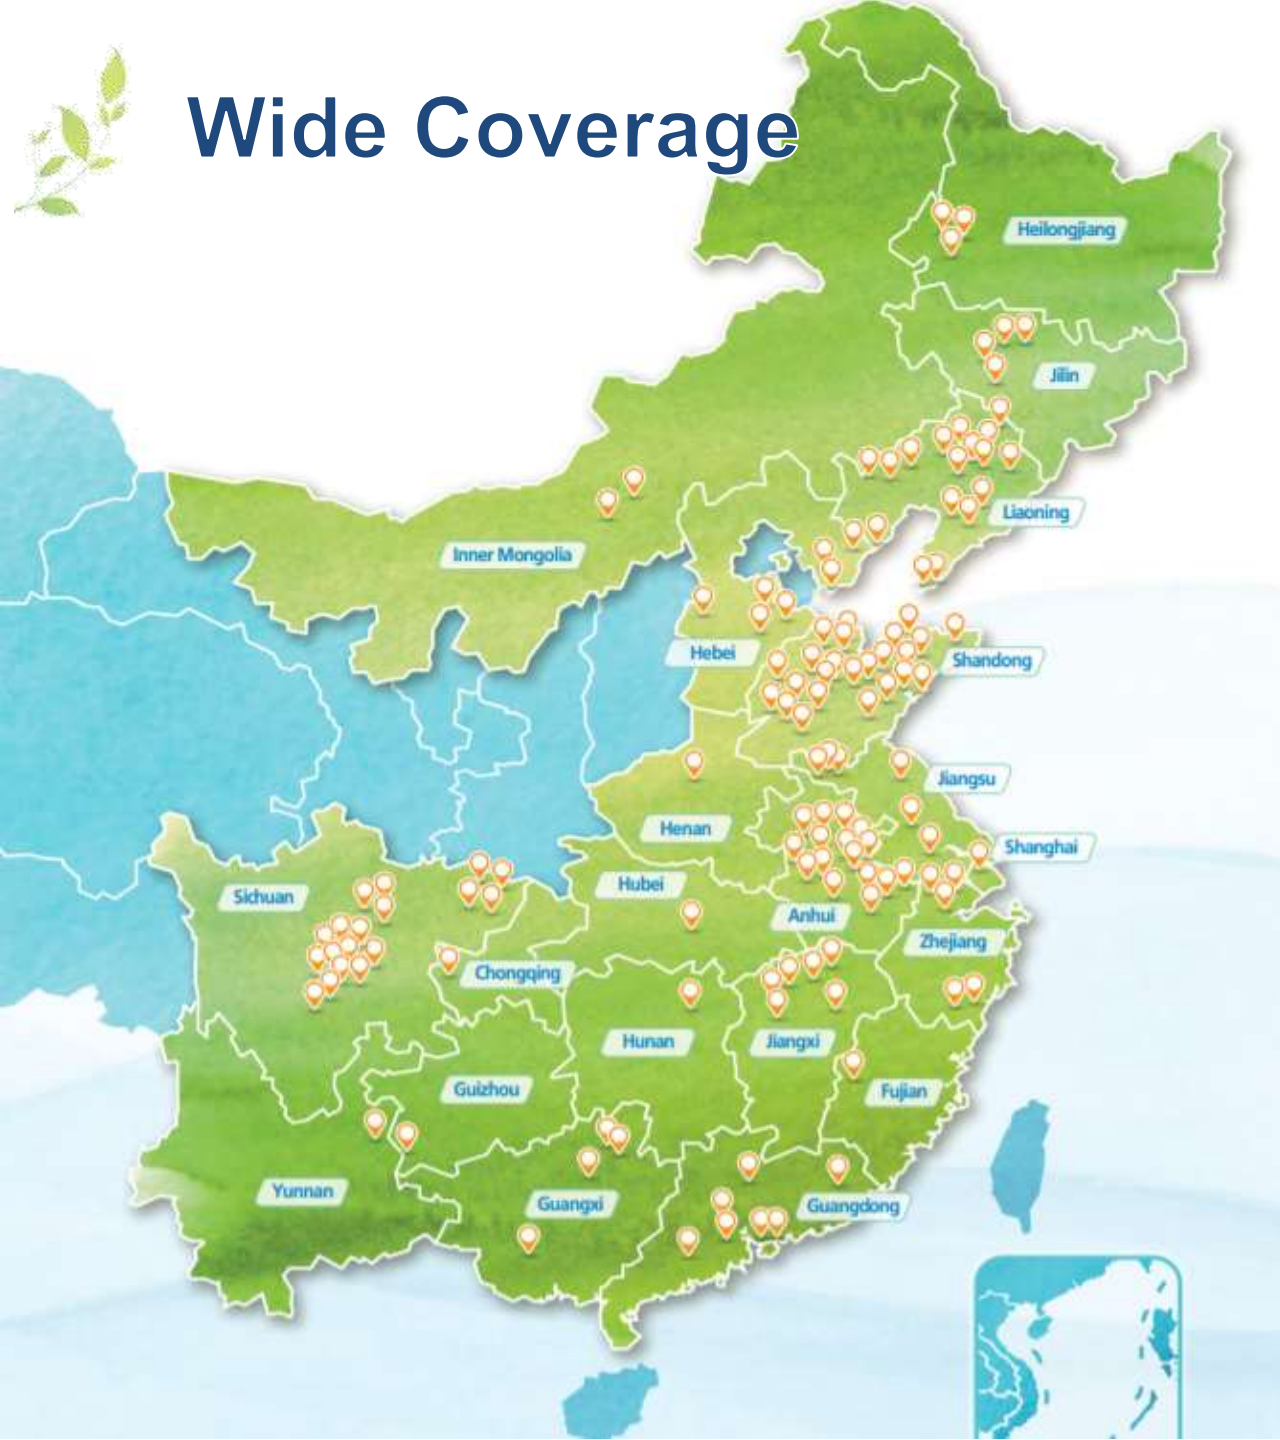 Wide Coverage
Heilongjiang
Jilin
Liaoning
Inner Mongolia
Hebei
Shandong
Jiangsu
Henan
Shanghai
Hubei
Sichuan
Anhui
Zhejiang
Chongqing
Hunan
Jiangxi
Guizhou
Fujian
Yunnan
Guangxi
Guangdong